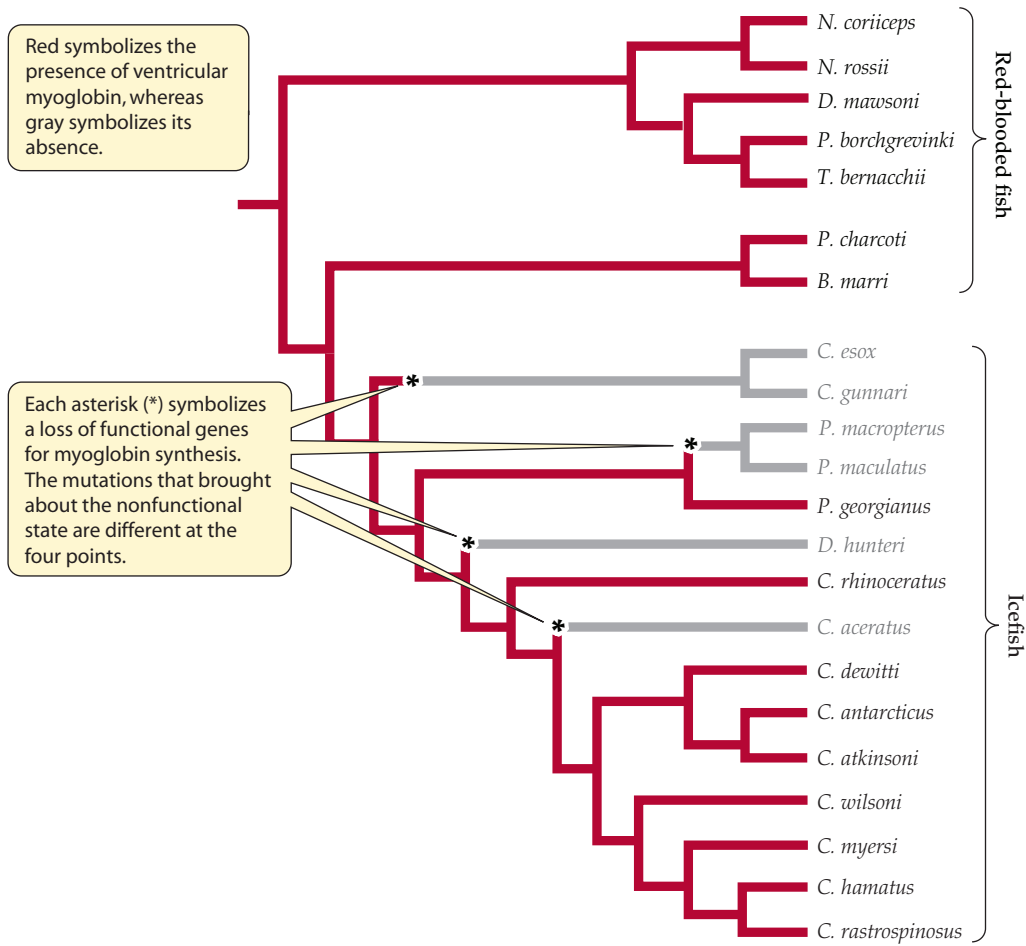 Red symbolizes the
presence of ventricular
myoglobin, whereas
gray symbolizes its
absence.
N. coriiceps
N. rossii
D. mawsoni
P. borchgrevinki
T. bernacchii
P. charcoti
B. marri
Red-blooded fish
Each asterisk (*) symbolizes
a loss of functional genes
for myoglobin synthesis.
The mutations that brought
about the nonfunctional
state are different at the
four points.
*
*
*
*
C. esox
C. gunnari
P. macropterus
P. maculatus
P. georgianus
D. hunteri
C. rhinoceratus
C. aceratus
C. dewitti
C. antarcticus
C. atkinsoni
C. wilsoni
C. myersi
C. hamatus
C. rastrospinosus
Icefish